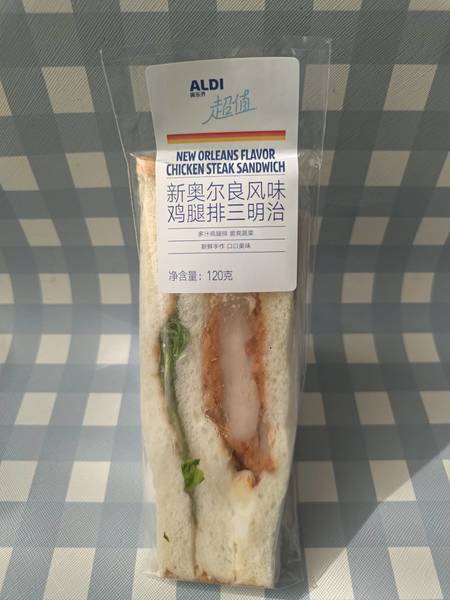 ALDI
奥乐齐
超值
NEW ORLEANS FLAVOR
CHICKEN STEAK SANDWICH
新奥尔良风味
鸡腿排三明治
多汁鸡腿排 脆爽蔬菜
新鲜手作 口口美味
净含量：120克